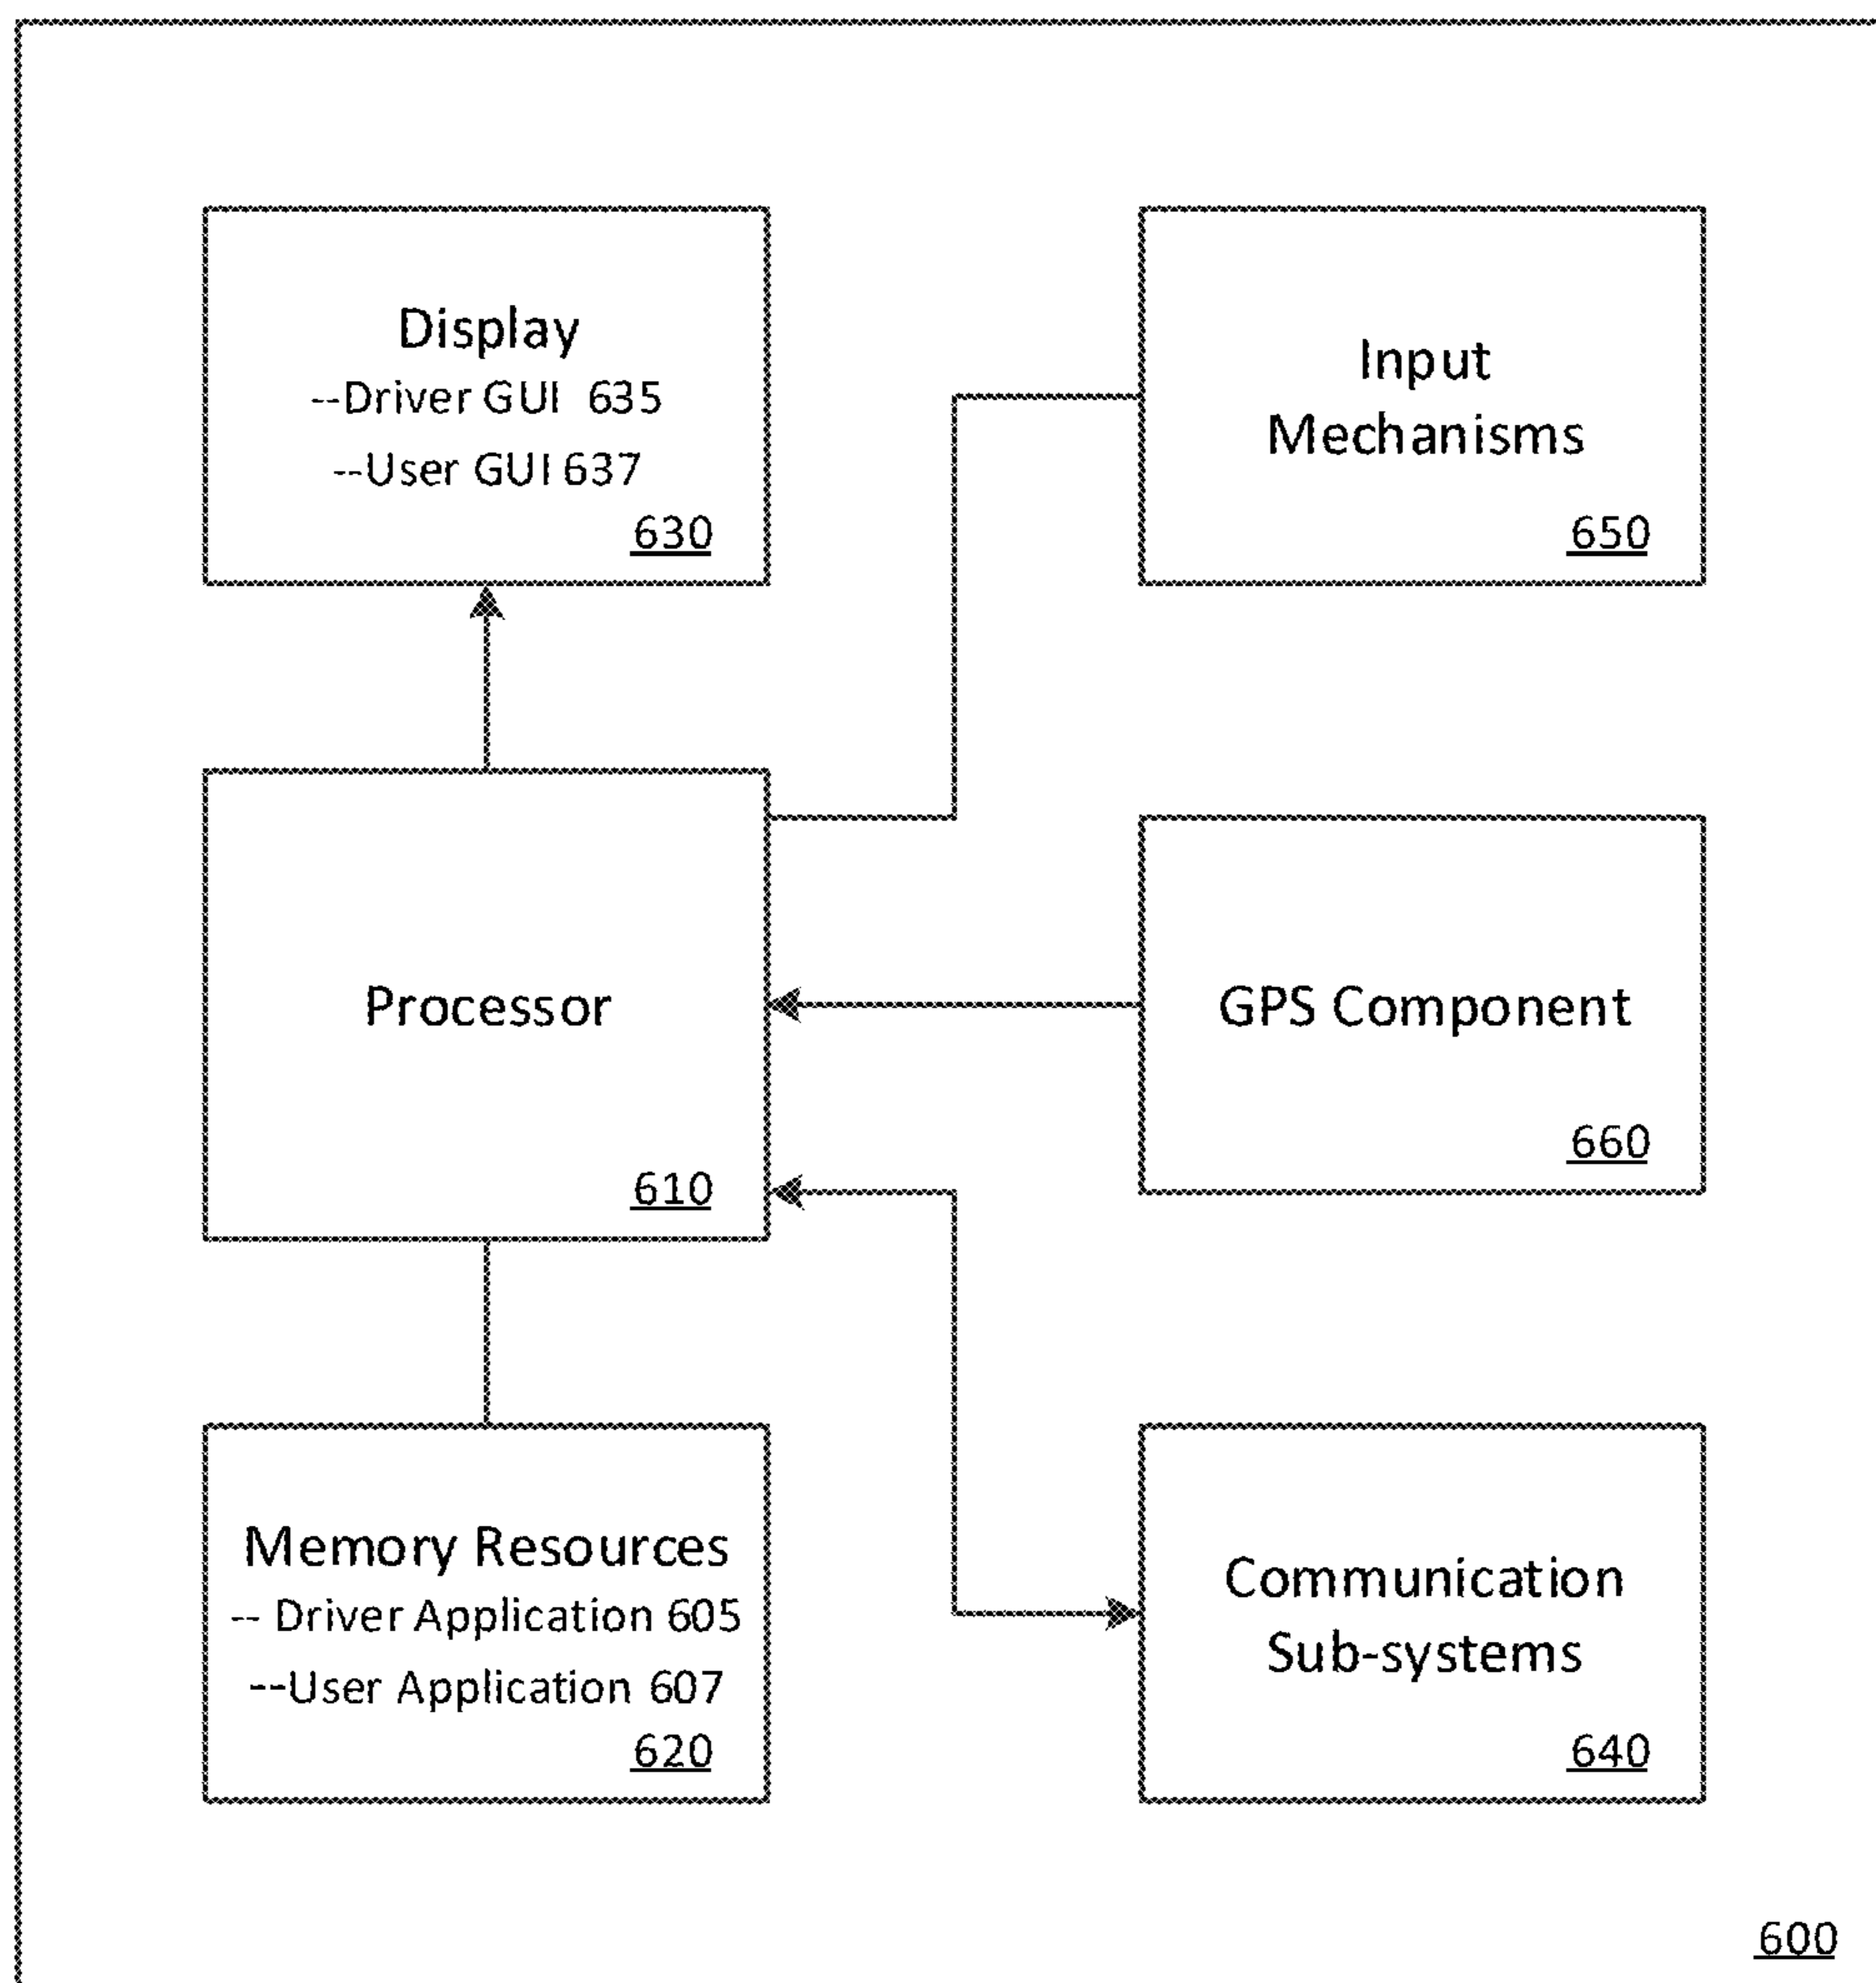 Display
--Driver GUI 635
--User GUI 637
630
Input
Mechanisms
650
Processor
610
GPS Component
660
Memory Resources
-- Driver Application 605
--User Application 607
620
Communication
Sub-systems
640
600